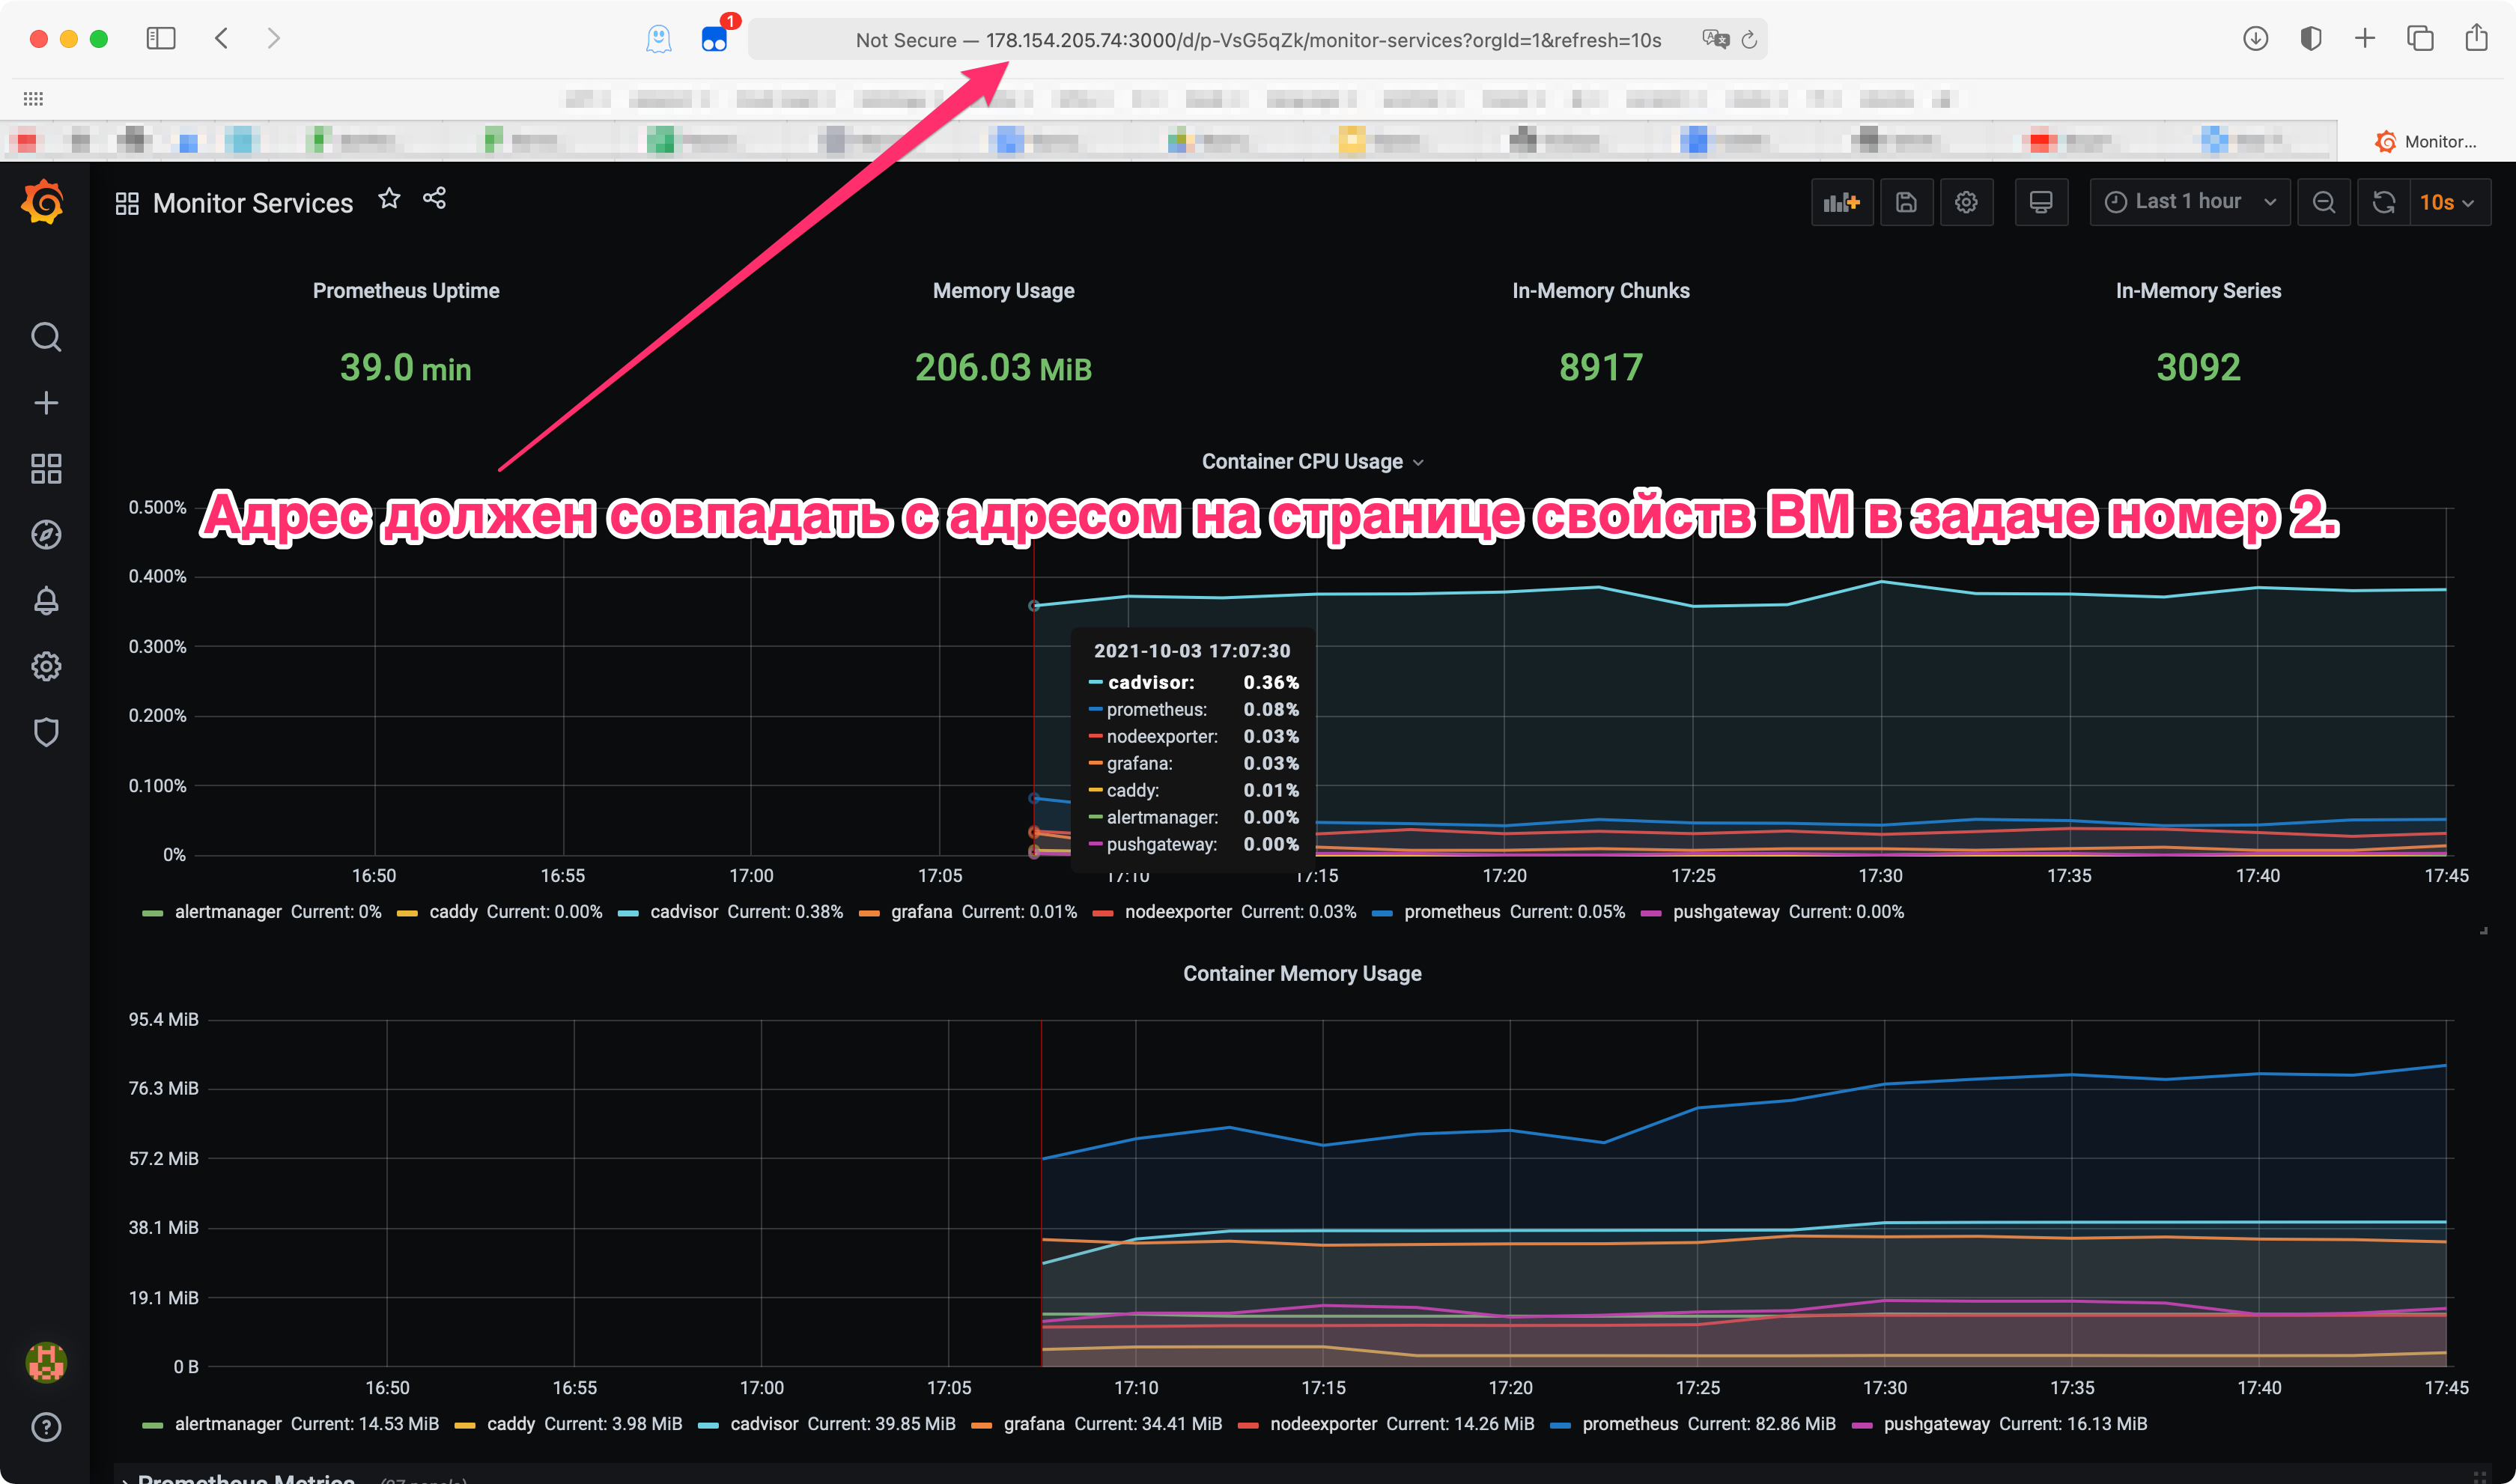 1
Not Secure — 178.154.205.74:3000/d/p-VsG5qZk/monitor-services?orgId=1&refresh=10s
Monitor...
Monitor Services
Last 1 hour
10s
Prometheus Uptime
Memory Usage
In-Memory Chunks
In-Memory Series
39.0 min
206.03 MiB
8917
3092
Container CPU Usage
Адрес должен совпадать с адресом на странице свойств ВМ в задаче номер 2.
0.500%
0.400%
0.300%
0.200%
0.100%
0%
2021-10-03 17:07:30
cadvisor: 0.36%
prometheus: 0.08%
nodeexporter: 0.03%
grafana: 0.03%
caddy: 0.01%
alertmanager: 0.00%
pushgateway: 0.00%
16:50 16:55 17:00 17:05 17:10 17:15 17:20 17:25 17:30 17:35 17:40 17:45
alertmanager Current: 0% caddy Current: 0.00% cadvisor Current: 0.38% grafana Current: 0.01% nodeexporter Current: 0.03% prometheus Current: 0.05% pushgateway Current: 0.00%
Container Memory Usage
95.4 MiB
76.3 MiB
57.2 MiB
38.1 MiB
19.1 MiB
0 B
16:50 16:55 17:00 17:05 17:10 17:15 17:20 17:25 17:30 17:35 17:40 17:45
alertmanager Current: 14.53 MiB caddy Current: 3.98 MiB cadvisor Current: 39.85 MiB grafana Current: 34.41 MiB nodeexporter Current: 14.26 MiB prometheus Current: 82.86 MiB pushgateway Current: 16.13 MiB
Prometheus Metrics